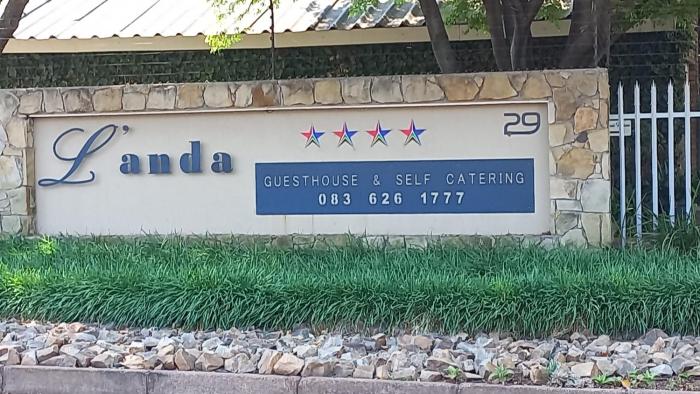 L'anda
29
GUESTHOUSE & SELF CATERING
083 626 1777